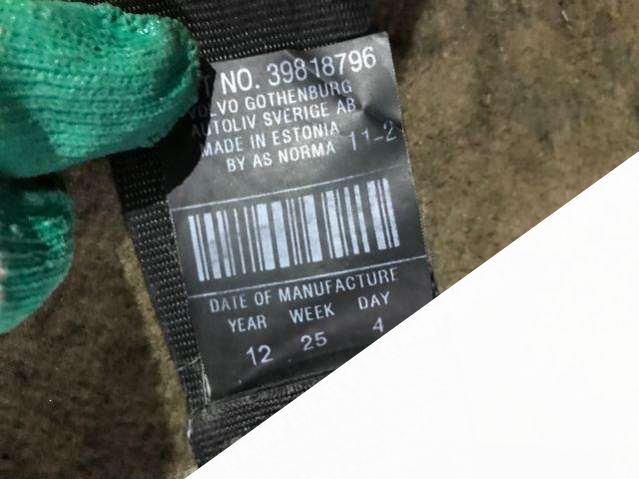 T NO. 39818796
VOLVO GOTHENBURG
AUTOLIV SVERIGE AB
MADE IN ESTONIA
BY AS NORMA 11-2
DATE OF MANUFACTURE
YEAR WEEK DAY
12 25 4